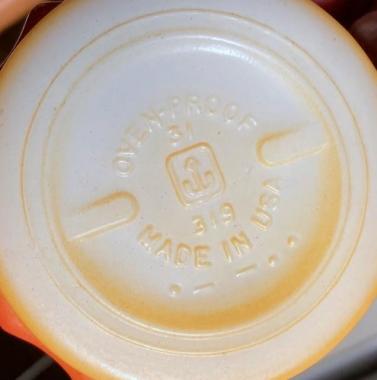 OVEN-PROOF
31
319
MADE IN USA